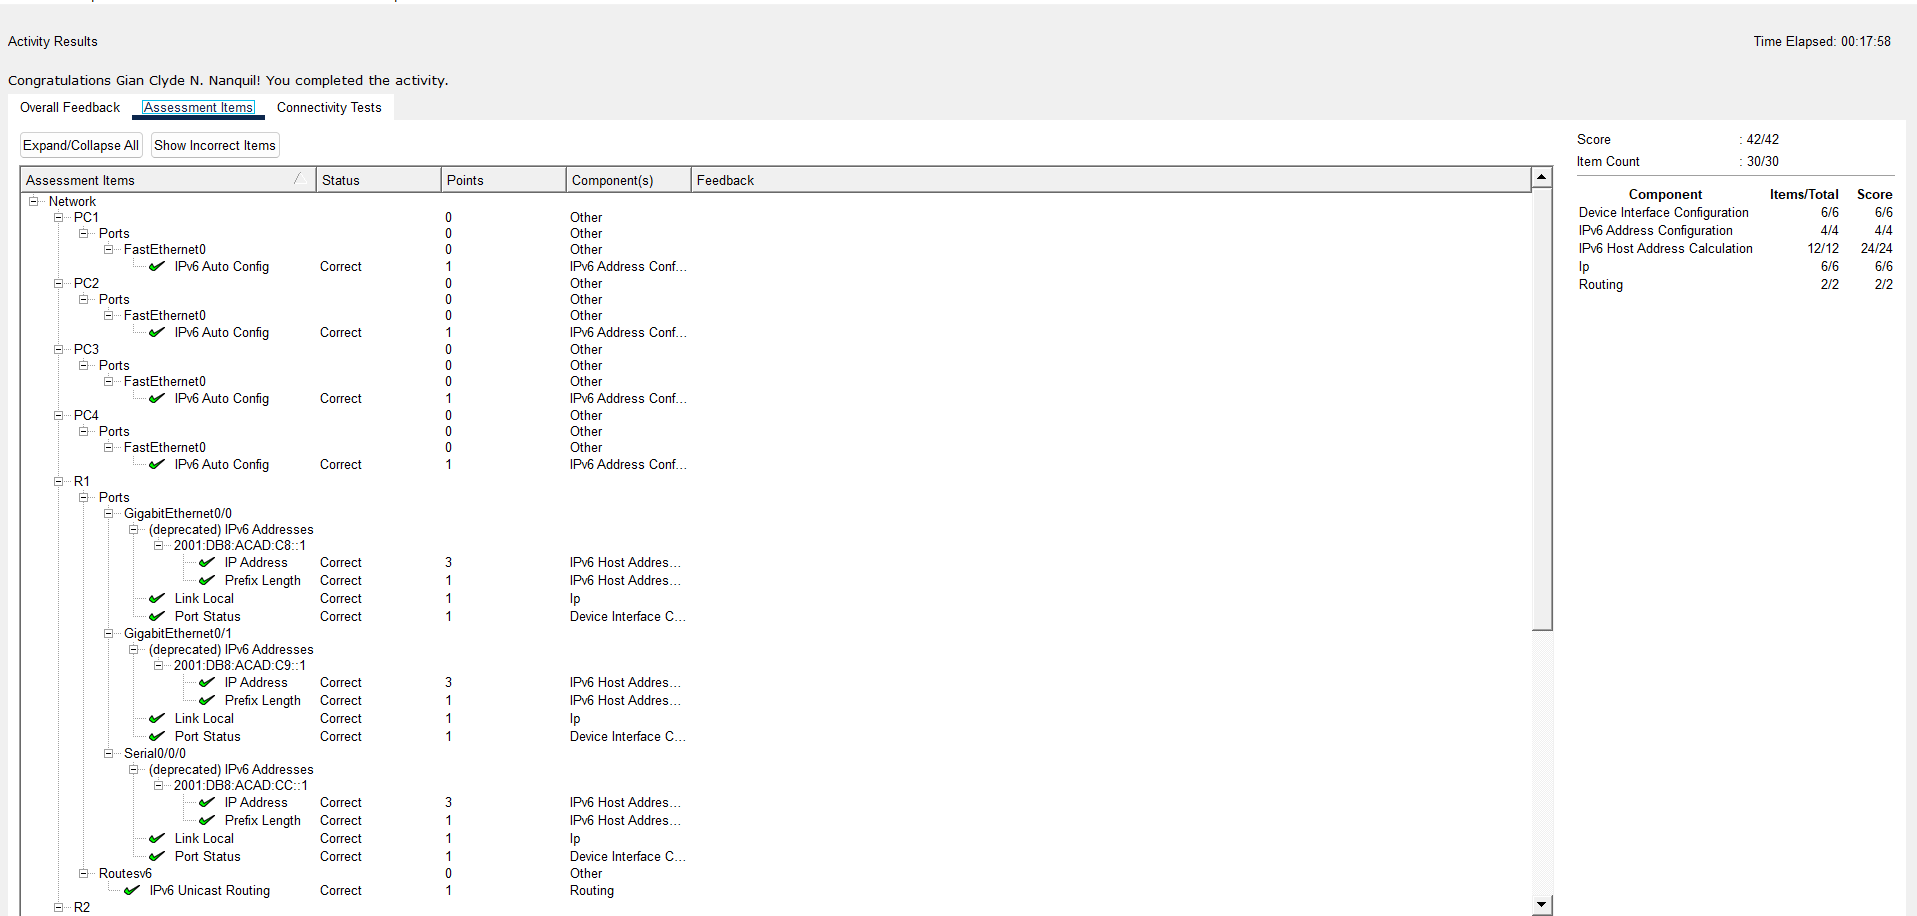 Activity Results
Time Elapsed: 00:17:58
Congratulations Gian Clyde N. Nanquil! You completed the activity.
Overall Feedback Assessment Items Connectivity Tests
Expand/Collapse All Show Incorrect Items
Score : 42/42
Item Count : 30/30
Component Items/Total Score
Device Interface Configuration 6/6 6/6
IPv6 Address Configuration 4/4 4/4
IPv6 Host Address Calculation 12/12 24/24
Ip 6/6 6/6
Routing 2/2 2/2
Assessment Items Status Points Component(s) Feedback
Network
PC1 0 Other
Ports 0 Other
FastEthernet0 0 Other
IPv6 Auto Config Correct 1 IPv6 Address Conf...
PC2 0 Other
Ports 0 Other
FastEthernet0 0 Other
IPv6 Auto Config Correct 1 IPv6 Address Conf...
PC3 0 Other
Ports 0 Other
FastEthernet0 0 Other
IPv6 Auto Config Correct 1 IPv6 Address Conf...
PC4 0 Other
Ports 0 Other
FastEthernet0 0 Other
IPv6 Auto Config Correct 1 IPv6 Address Conf...
R1
Ports
GigabitEthernet0/0
(deprecated) IPv6 Addresses
2001:DB8:ACAD:C8::1
IP Address Correct 3 IPv6 Host Addres...
Prefix Length Correct 1 IPv6 Host Addres...
Link Local Correct 1 Ip
Port Status Correct 1 Device Interface C...
GigabitEthernet0/1
(deprecated) IPv6 Addresses
2001:DB8:ACAD:C9::1
IP Address Correct 3 IPv6 Host Addres...
Prefix Length Correct 1 IPv6 Host Addres...
Link Local Correct 1 Ip
Port Status Correct 1 Device Interface C...
Serial0/0/0
(deprecated) IPv6 Addresses
2001:DB8:ACAD:CC::1
IP Address Correct 3 IPv6 Host Addres...
Prefix Length Correct 1 IPv6 Host Addres...
Link Local Correct 1 Ip
Port Status Correct 1 Device Interface C...
Routesv6 0 Other
IPv6 Unicast Routing Correct 1 Routing
R2